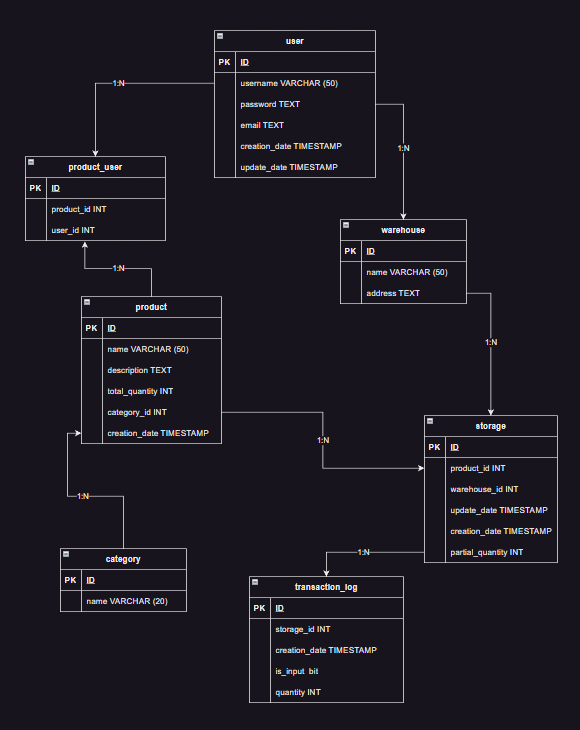 user
PK ID
username VARCHAR (50)
password TEXT
email TEXT
creation_date TIMESTAMP
update_date TIMESTAMP
1:N
1:N
product_user
PK ID
product_id INT
user_id INT
warehouse
PK ID
name VARCHAR (50)
address TEXT
1:N
product
PK ID
name VARCHAR (50)
description TEXT
total_quantity INT
category_id INT
creation_date TIMESTAMP
1:N
1:N
storage
PK ID
product_id INT
warehouse_id INT
update_date TIMESTAMP
creation_date TIMESTAMP
partial_quantity INT
1:N
category
PK ID
name VARCHAR (20)
1:N
transaction_log
PK ID
storage_id INT
creation_date TIMESTAMP
is_input bit
quantity INT